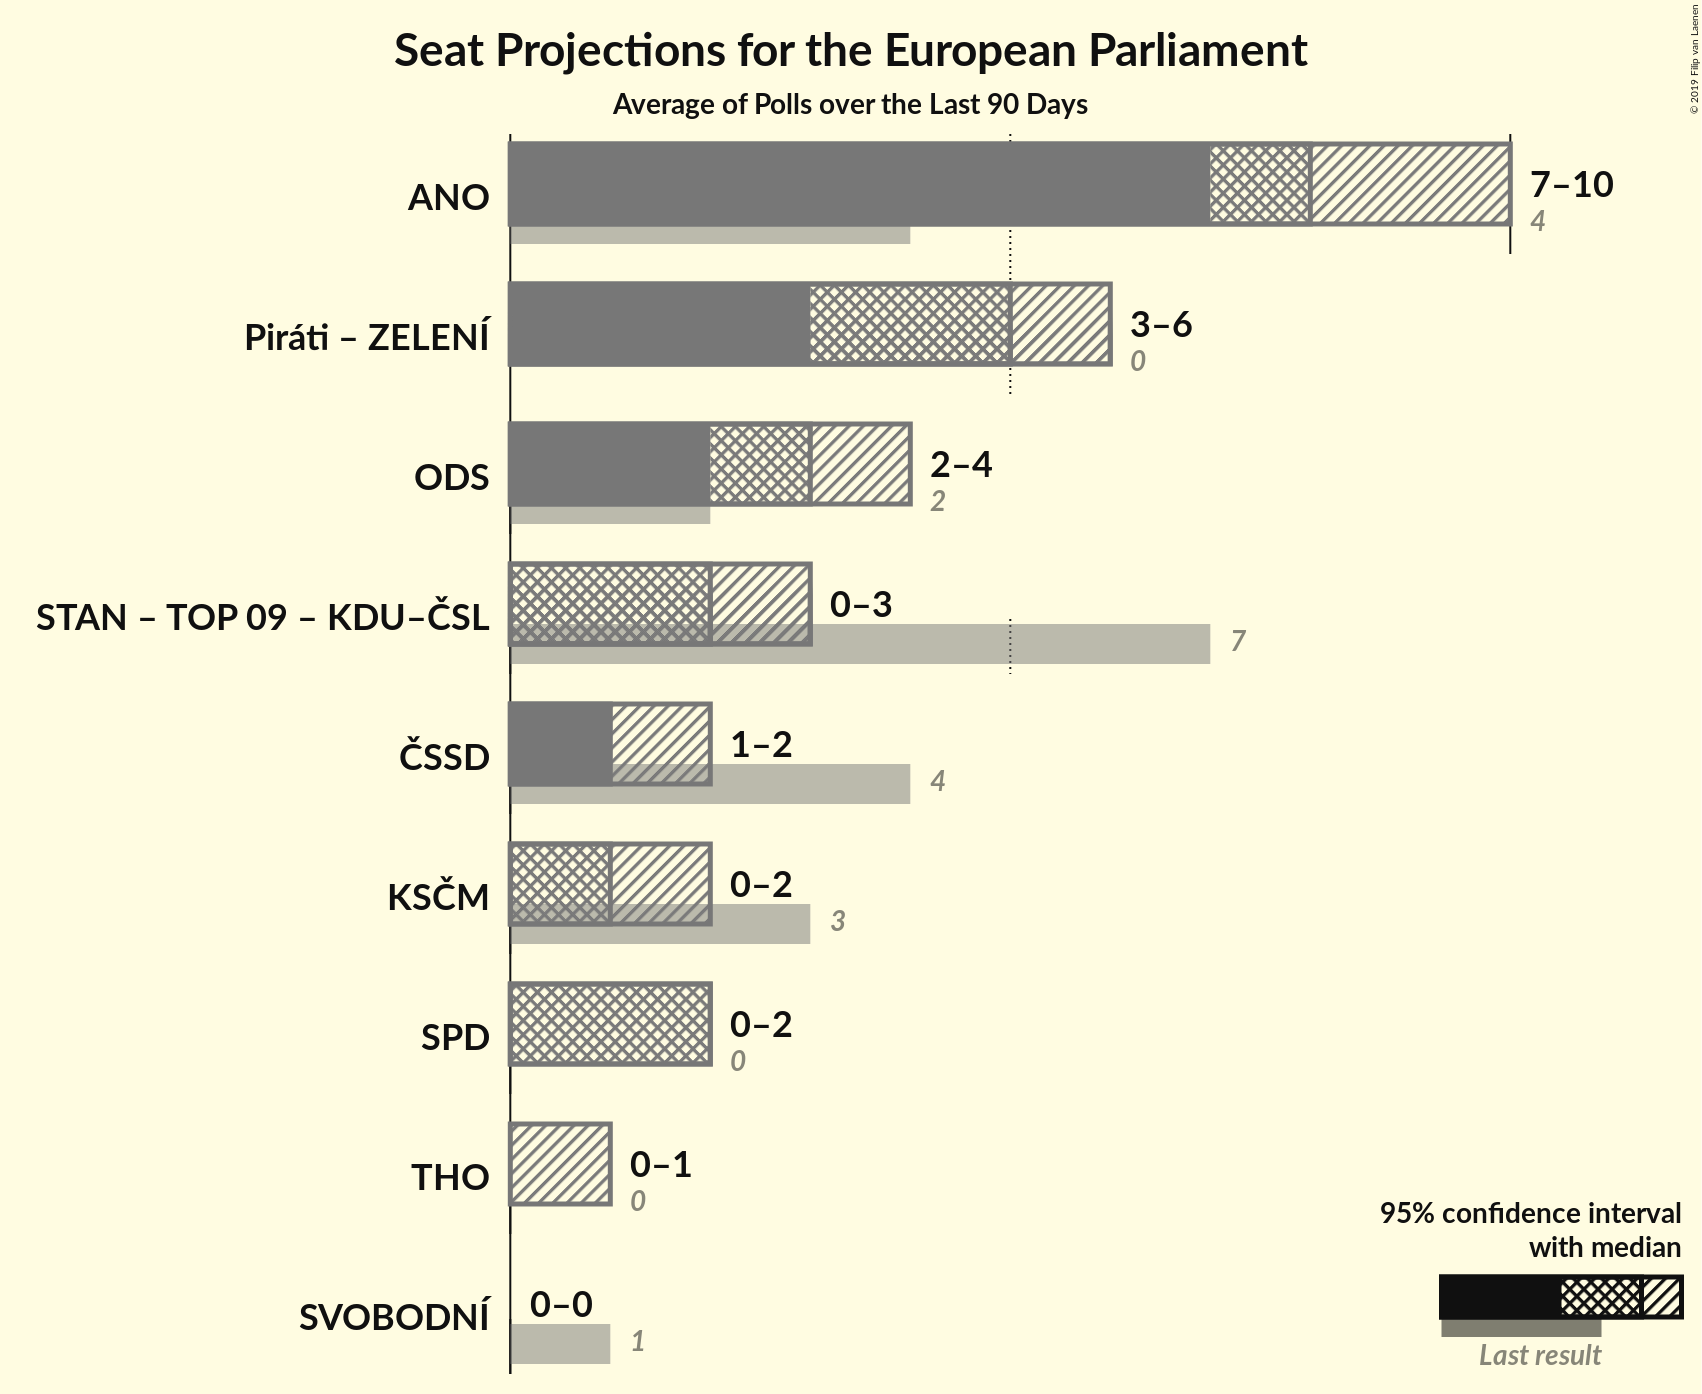 Seat Projections for the European Parliament
Average of Polls over the Last 90 Days
© 2019 Filip van Laenen
ANO
7–10
4
Piráti – ZELENÍ
3–6
0
ODS
2–4
2
STAN – TOP 09 – KDU–ČSL
0–3
7
ČSSD
1–2
4
KSČM
0–2
3
SPD
0–2
0
THO
0–1
0
SVOBODNÍ
0–0
1
95% confidence interval
with median
Last result